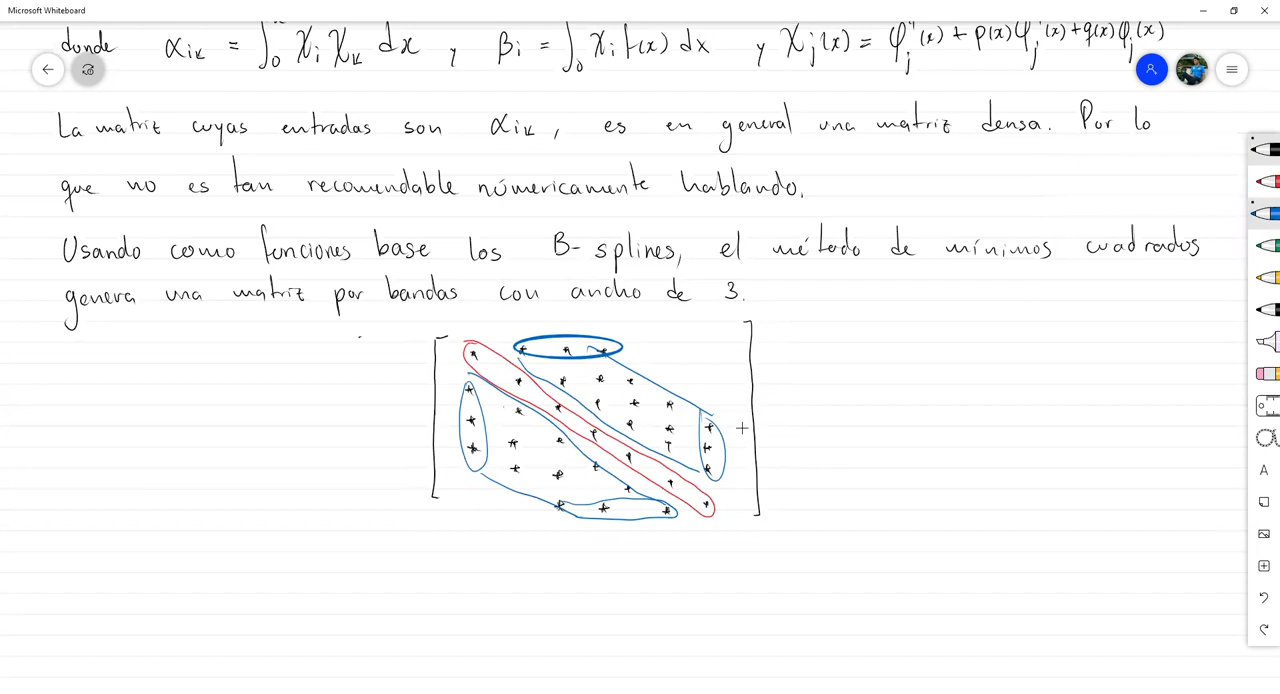 Microsoft Whiteboard
donde αik = ∫₀ χi χk dx y βi = ∫₀ χi f(x) dx y χj(x) = φj''(x) + p(x)φj'(x) + q(x)φj(x)
La matriz cuyas entradas son αik, es en general una matriz densa. Por lo
que no es tan recomendable númericamente hablando.
Usando como funciones base los B-splines, el método de mínimos cuadrados
genera una matriz por bandas con ancho de 3.
A